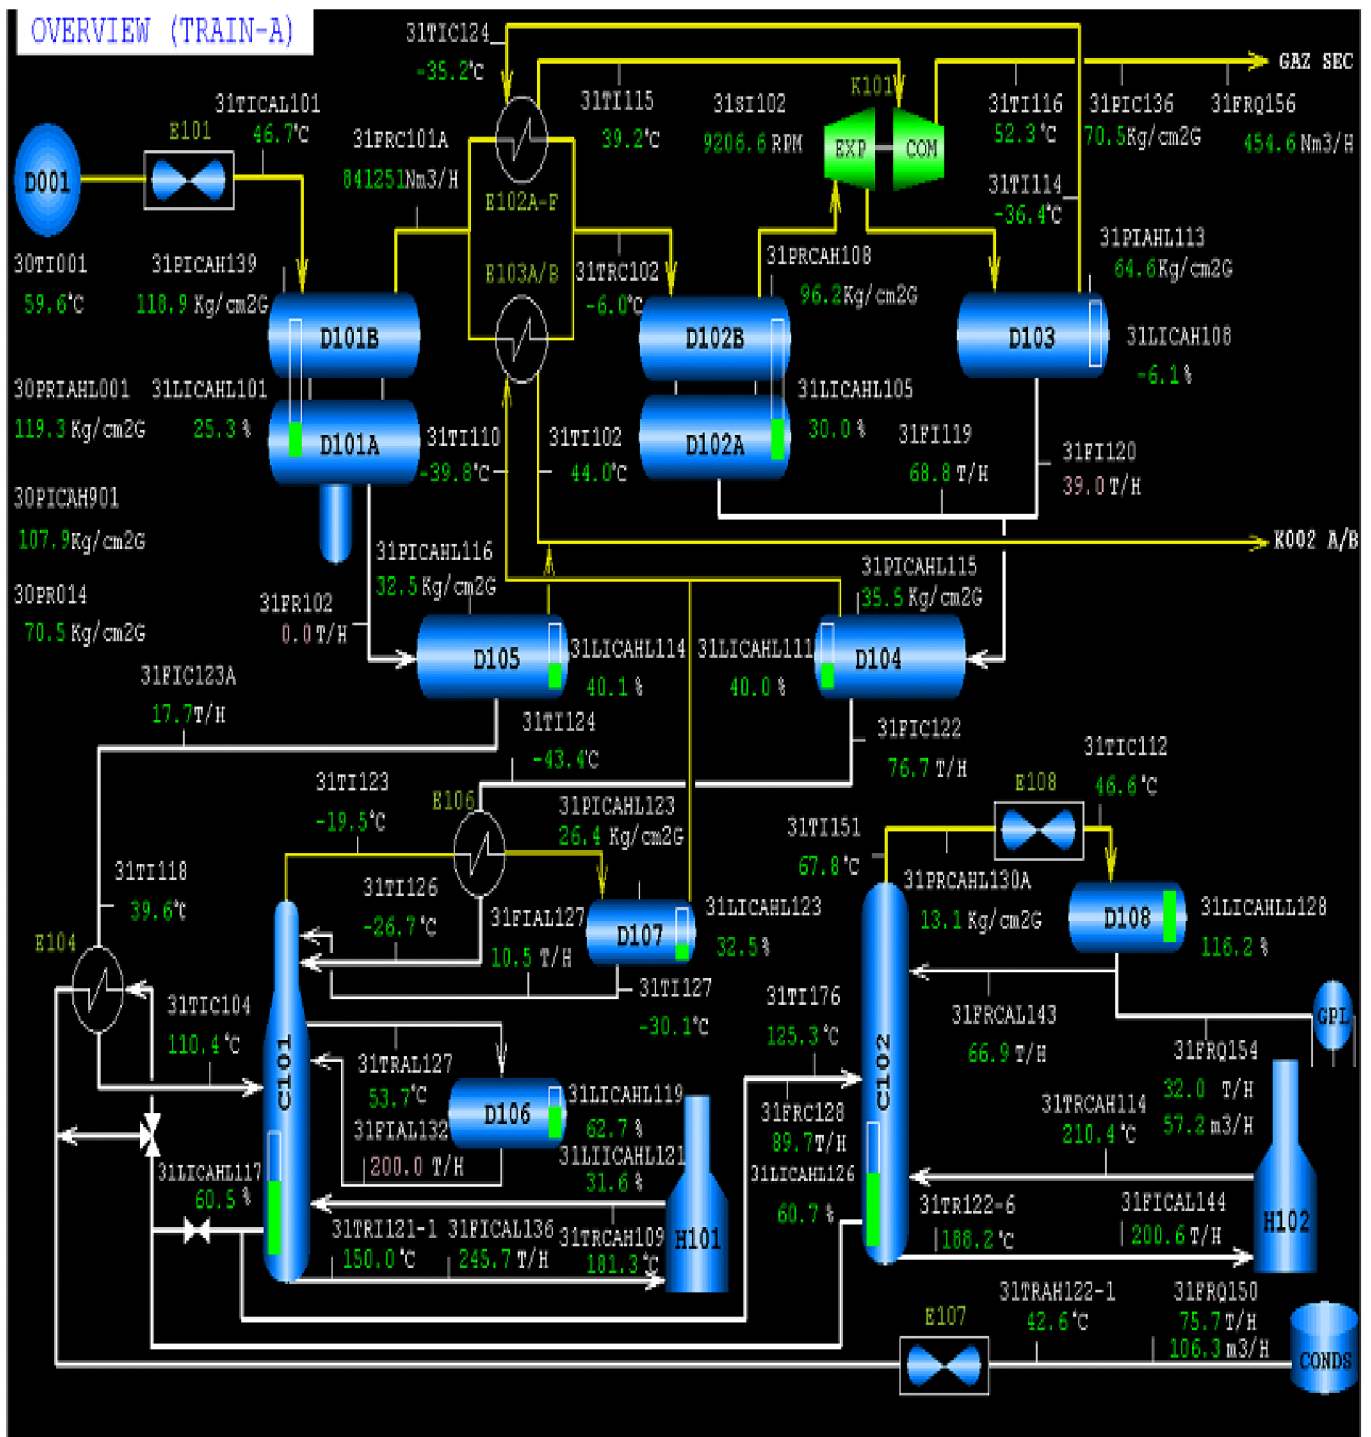 OVERVIEW (TRAIN-A)
31TIC124
-35.2°C
GAZ SEC
31TICAL101
46.7°C
E101
31TI115
39.2°C
31SI102
9206.6 RPM
K101
EXP
COM
31TI116
52.3°C
31PIC136
70.5Kg/cm2G
31FRQ156
454.6 Nm3/H
D001
31FRC101A
841251Nm3/H
E102A-F
31TI114
-36.4°C
30TI001
59.6°C
31PICAH139
118.9 Kg/cm2G
E103A/B
31TRC102
-6.0°C
31PRCAH108
96.2Kg/cm2G
31PIAHL113
64.6Kg/cm2G
D101B
D102B
D103
31LICAH108
-6.1%
30PRIAHL001
119.3 Kg/cm2G
31LICAHL101
25.3 %
D101A
31TI110
-39.8°C
31TI102
44.0°C
D102A
31LICAHL105
30.0 %
31FI119
68.8 T/H
31FI120
39.0 T/H
30PICAH901
107.9Kg/cm2G
K002 A/B
30PR014
70.5 Kg/cm2G
31PICAHL116
32.5 Kg/cm2G
31FR102
0.0 T/H
31PICAHL115
35.5 Kg/cm2G
D105
31LICAHL114
40.1 %
31LICAHL111
40.0 %
D104
31FIC123A
17.7T/H
31TI124
-43.4°C
31FIC122
76.7 T/H
31TIC112
46.6°C
31TI123
-19.5°C
E106
31PICAHL123
26.4 Kg/cm2G
E108
31TI151
67.8°C
31TI118
39.6°C
31TI126
-26.7°C
31FIAL127
10.5 T/H
D107
31LICAHL123
32.5%
31PRCAHL130A
13.1 Kg/cm2G
D108
31LICAHLL128
116.2 %
E104
31TIC104
110.4°C
31TI127
-30.1°C
31TI176
125.3°C
31FRCAL143
66.9 T/H
GPL
C101
31TRAL127
53.7°C
D106
31LICAHL119
62.7 %
C102
31FRQ154
32.0 T/H
57.2 m3/H
31FIAL132
200.0 T/H
31FRC128
89.7T/H
31TRCAH114
210.4°C
31LICAHL117
60.5 %
31LIICAHL121
31.6 %
31LICAHL126
60.7 %
31TRI121-1
150.0°C
31FICAL136
245.7 T/H
31TRCAH109
181.3°C
H101
31TR122-6
188.2°C
31FICAL144
200.6 T/H
H102
E107
31TRAH122-1
42.6°C
31FRQ150
75.7T/H
106.3 m3/H
CONDS